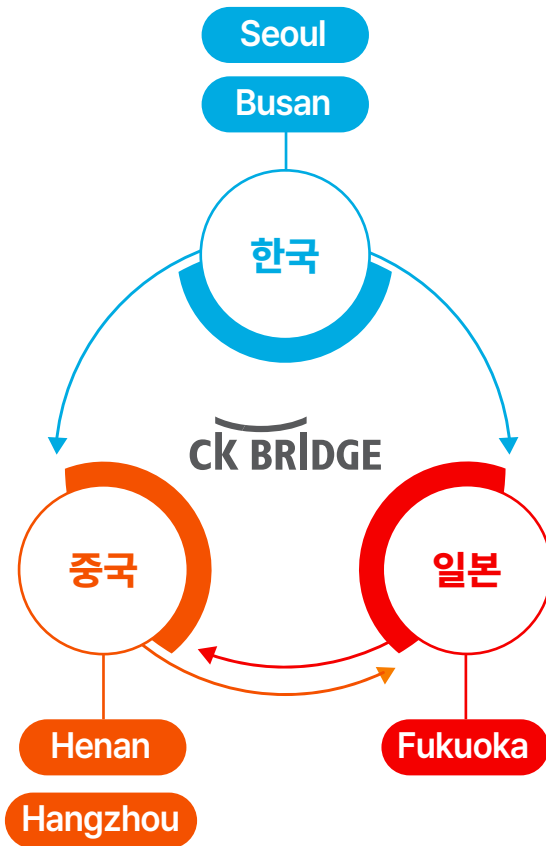 Seoul
Busan
한국
CK BRIDGE
중국
일본
Henan
Fukuoka
Hangzhou